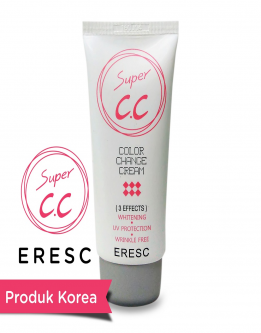 Super
C.C
COLOR
CHANGE
CREAM
[ 3 EFFECTS ]
WHITENING
+
UV PROTECTION
+
WRINKLE FREE
ERESC
Super
C.C
ERESC
Produk Korea